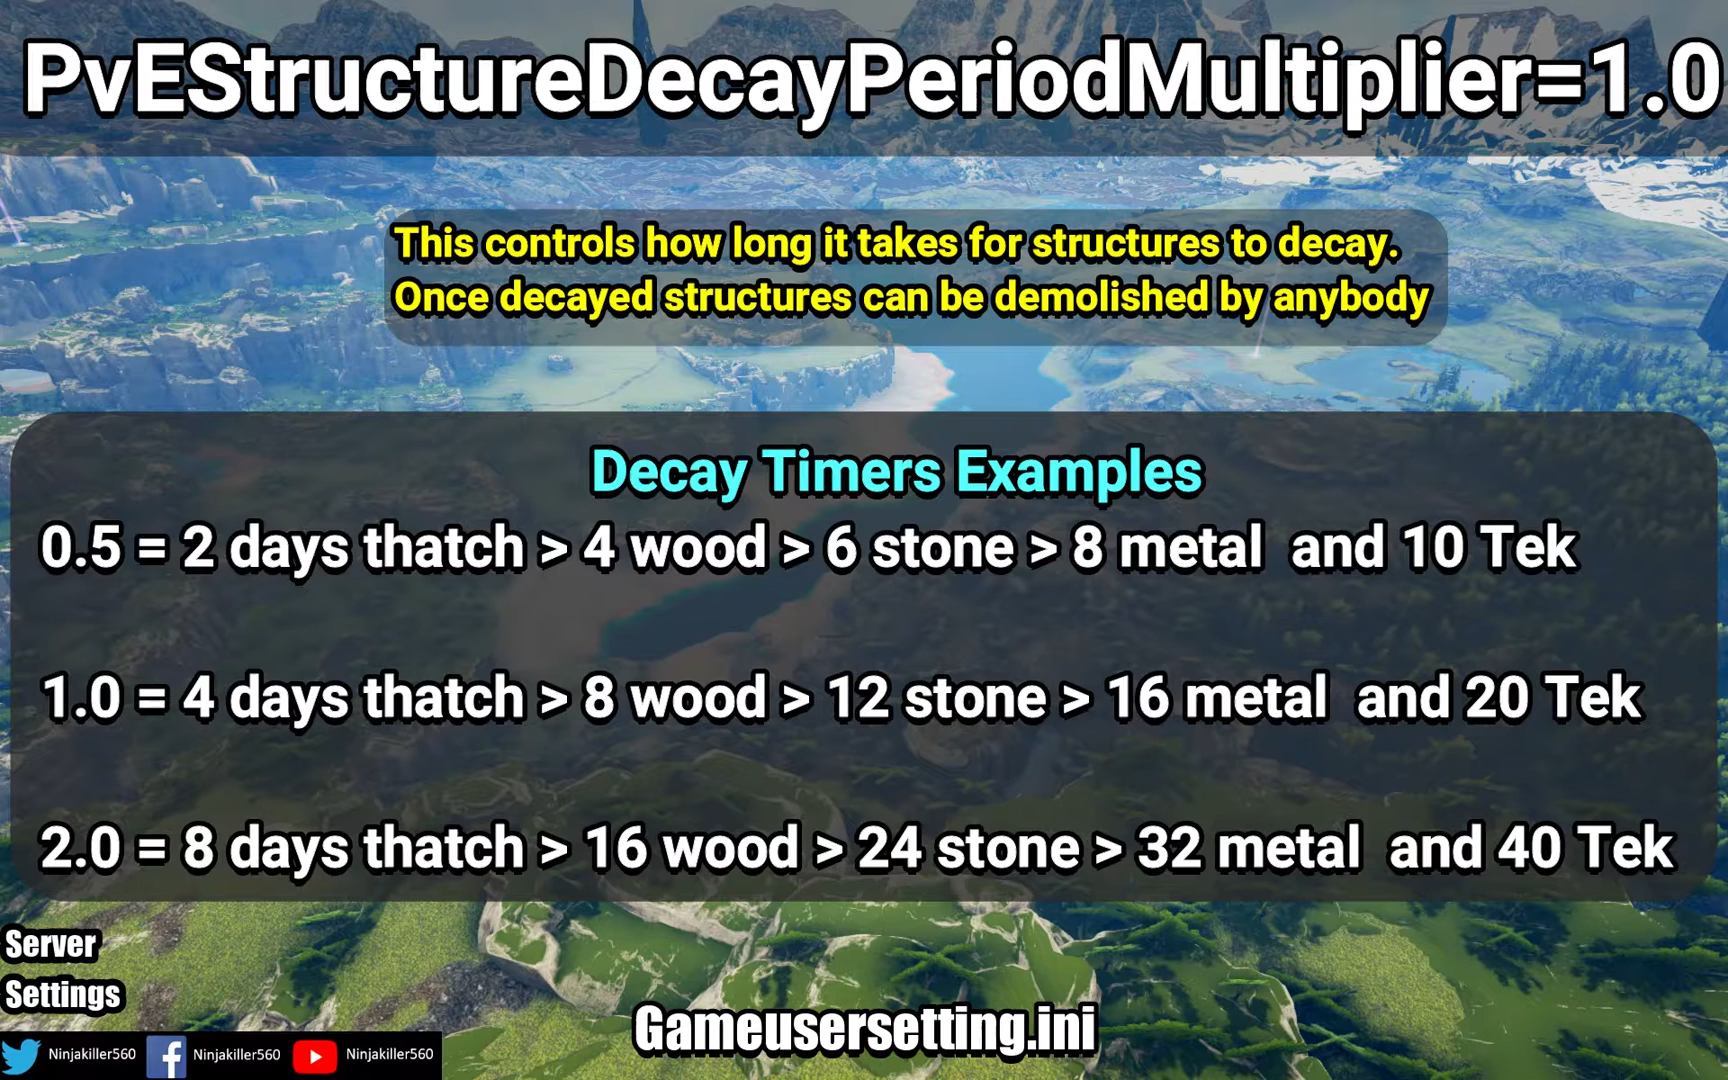 PvEStructureDecayPeriodMultiplier=1.0
This controls how long it takes for structures to decay.
Once decayed structures can be demolished by anybody
Decay Timers Examples
0.5 = 2 days thatch > 4 wood > 6 stone > 8 metal  and 10 Tek
1.0 = 4 days thatch > 8 wood > 12 stone > 16 metal  and 20 Tek
2.0 = 8 days thatch > 16 wood > 24 stone > 32 metal  and 40 Tek
Server
Settings
Gameusersetting.ini
Ninjakiller560 Ninjakiller560 Ninjakiller560